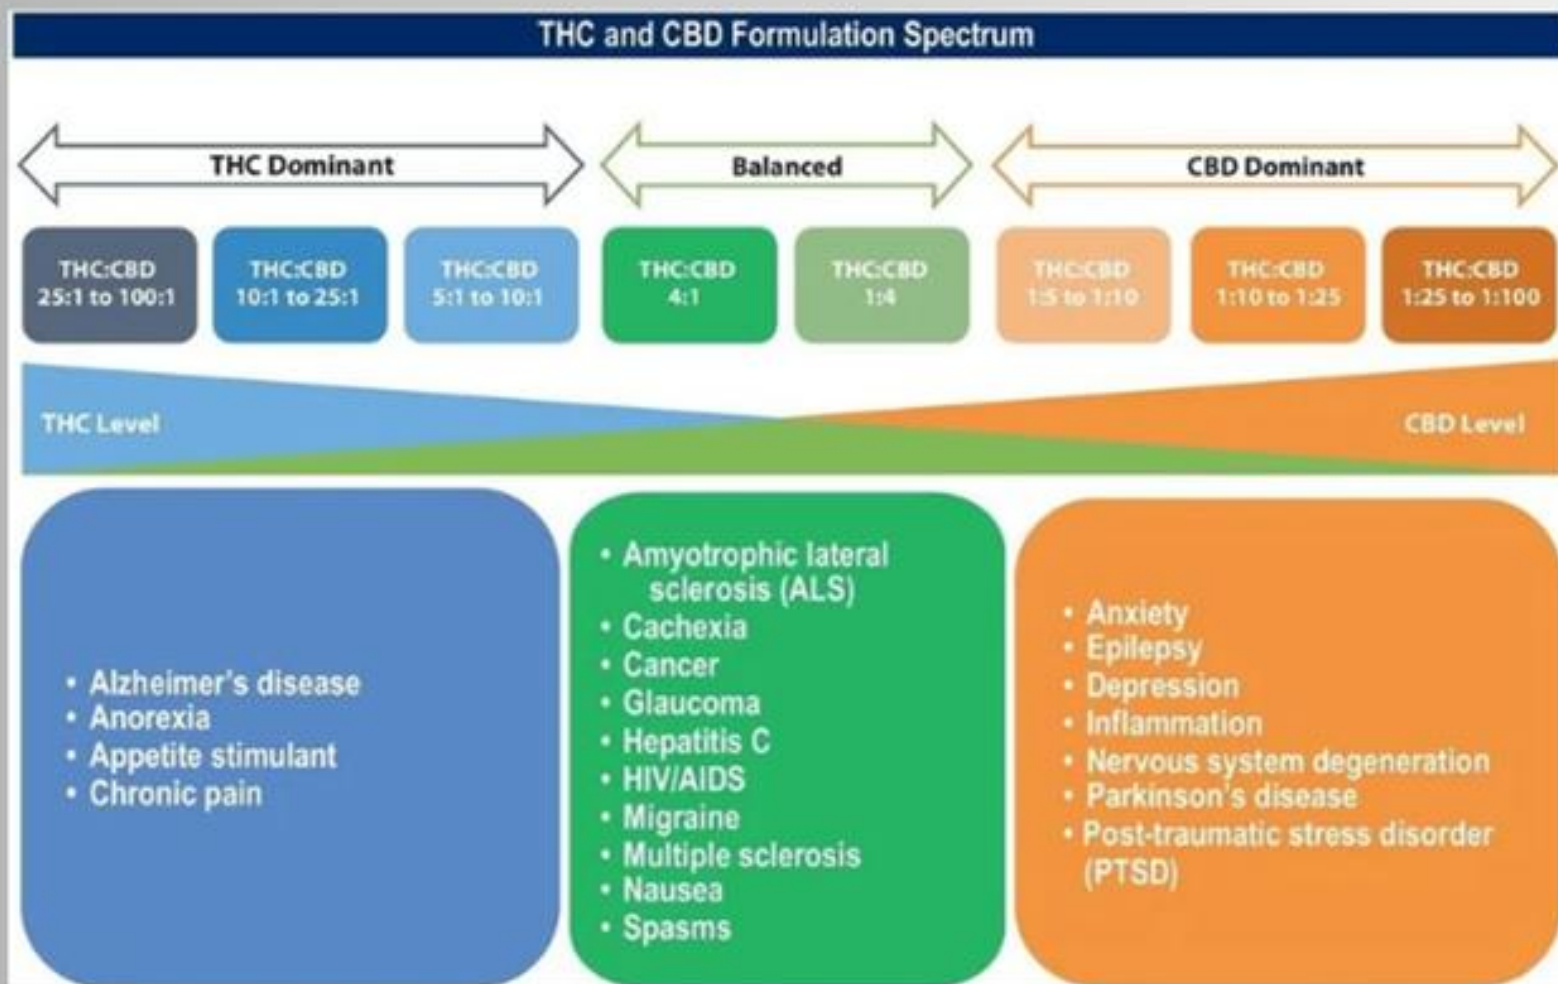 THC and CBD Formulation Spectrum
THC Dominant
Balanced
CBD Dominant
THC:CBD
25:1 to 100:1
THC:CBD
10:1 to 25:1
THC:CBD
5:1 to 10:1
THC:CBD
4:1
THC:CBD
1:4
THC:CBD
1:5 to 1:10
THC:CBD
1:10 to 1:25
THC:CBD
1:25 to 1:100
THC Level
CBD Level
• Alzheimer's disease
• Anorexia
• Appetite stimulant
• Chronic pain
• Amyotrophic lateral
sclerosis (ALS)
• Cachexia
• Cancer
• Glaucoma
• Hepatitis C
• HIV/AIDS
• Migraine
• Multiple sclerosis
• Nausea
• Spasms
• Anxiety
• Epilepsy
• Depression
• Inflammation
• Nervous system degeneration
• Parkinson's disease
• Post-traumatic stress disorder
(PTSD)